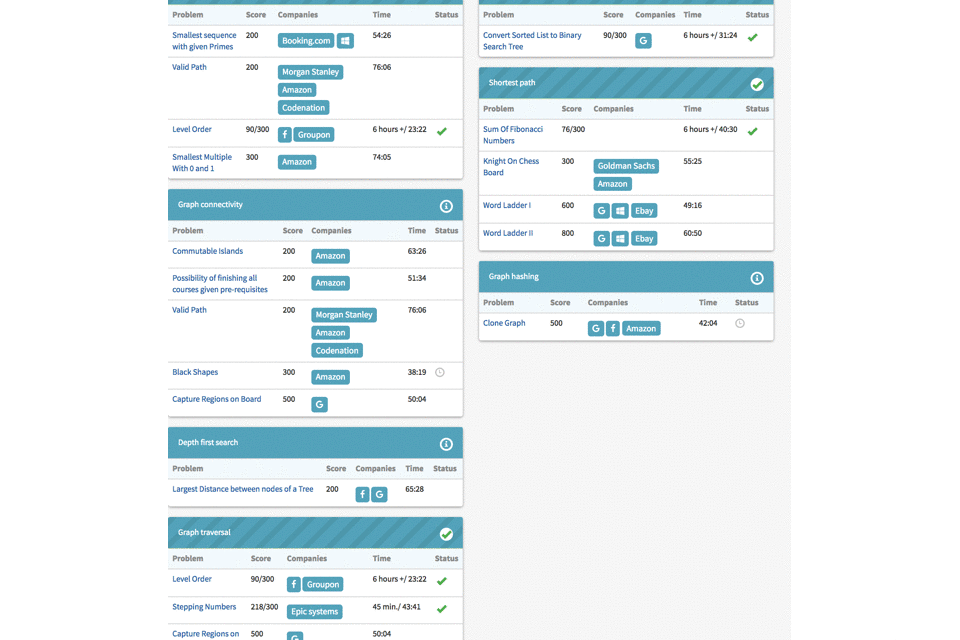 Problem Score Companies Time Status
Smallest sequence 200 Booking.com 54:26
with given Primes
Valid Path 200 Morgan Stanley 76:06
Amazon
Codenation
Level Order 90/300 f Groupon 6 hours +/ 23:22
Smallest Multiple 300 Amazon 74:05
With 0 and 1
Graph connectivity
Problem Score Companies Time Status
Commutable Islands 200 Amazon 63:26
Possibility of finishing all 200 Amazon 51:34
courses given pre-requisites
Valid Path 200 Morgan Stanley 76:06
Amazon
Codenation
Black Shapes 300 Amazon 38:19
Capture Regions on Board 500 G 50:04
Depth first search
Problem Score Companies Time Status
Largest Distance between nodes of a Tree 200 f G 65:28
Graph traversal
Problem Score Companies Time Status
Level Order 90/300 f Groupon 6 hours +/ 23:22
Stepping Numbers 218/300 Epic systems 45 min./ 43:41
Capture Regions on 500 G 50:04
Problem Score Companies Time Status
Convert Sorted List to Binary 90/300 G 6 hours +/ 31:24
Search Tree
Shortest path
Problem Score Companies Time Status
Sum Of Fibonacci 76/300 6 hours +/ 40:30
Numbers
Knight On Chess 300 Goldman Sachs 55:25
Board Amazon
Word Ladder I 600 G Ebay 49:16
Word Ladder II 800 G Ebay 60:50
Graph hashing
Problem Score Companies Time Status
Clone Graph 500 G f Amazon 42:04